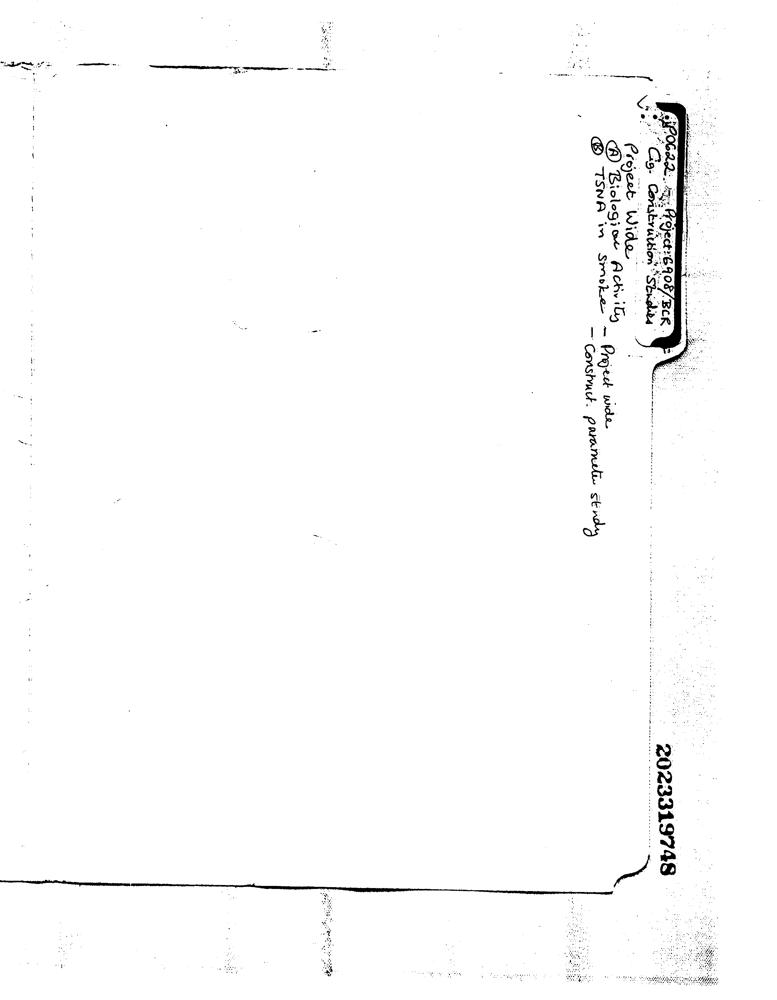 P0622 - Project: 6908/BCR
Cig. Construction Studies
Project Wide
Ⓐ Biological Activity - Project wide
Ⓑ TSNA in smoke - Construct. parameter study
2023319748